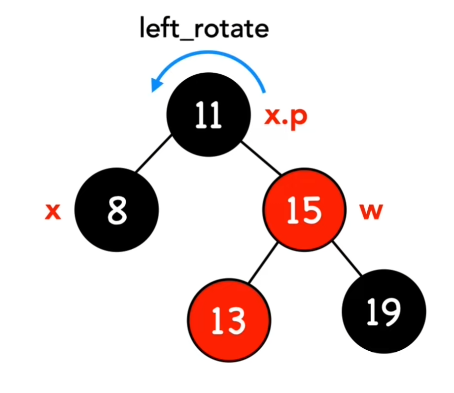 left_rotate
11 x.p
x 8 15 w
13 19